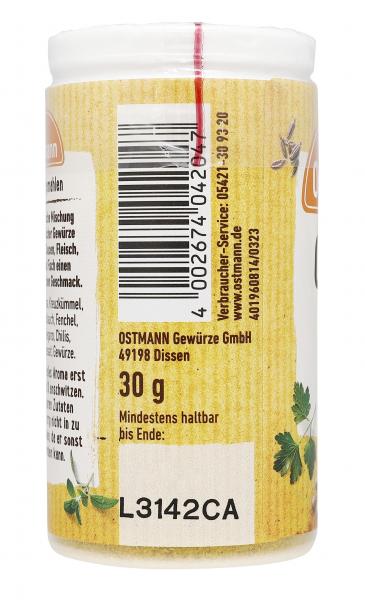 mann
mahlen
Mischung
Gewürze
Fleisch,
Tisch einen
Geschmack.
Kreuzkümmel,
Fenchel,
Chilis,
Gewürze.
Aroma erst
anschwitzen.
Zutaten
nicht in zu
da er sonst
kann.
4 002674 042047
Verbraucher-Service: 05421-30 93 20
www.ostmann.de
401960814/0323
OSTMANN Gewürze GmbH
49198 Dissen
30 g
Mindestens haltbar
bis Ende:
L3142CA